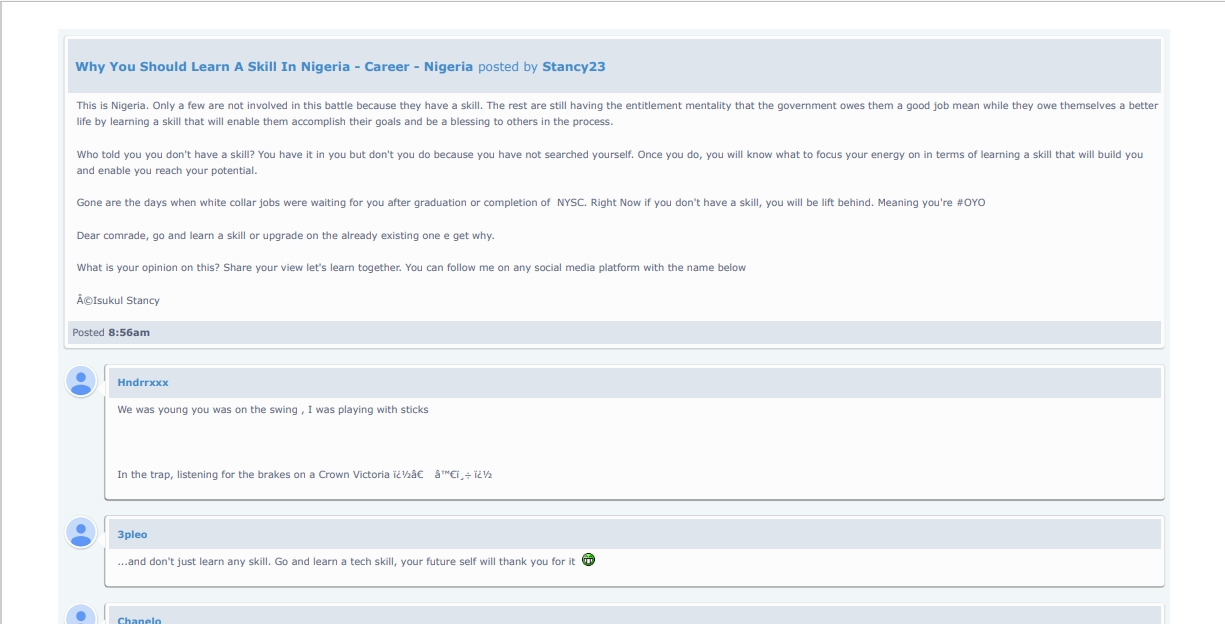 Why You Should Learn A Skill In Nigeria - Career - Nigeria posted by Stancy23
This is Nigeria. Only a few are not involved in this battle because they have a skill. The rest are still having the entitlement mentality that the government owes them a good job mean while they owe themselves a better
life by learning a skill that will enable them accomplish their goals and be a blessing to others in the process.
Who told you you don't have a skill? You have it in you but don't you do because you have not searched yourself. Once you do, you will know what to focus your energy on in terms of learning a skill that will build you
and enable you reach your potential.
Gone are the days when white collar jobs were waiting for you after graduation or completion of  NYSC. Right Now if you don't have a skill, you will be lift behind. Meaning you're #OYO
Dear comrade, go and learn a skill or upgrade on the already existing one e get why.
What is your opinion on this? Share your view let's learn together. You can follow me on any social media platform with the name below
Â©Isukul Stancy
Posted 8:56am
Hndrrxxx
We was young you was on the swing , I was playing with sticks
In the trap, listening for the brakes on a Crown Victoria ï¿½â€ â™€ï¸÷ ï¿½
3pleo
...and don't just learn any skill. Go and learn a tech skill, your future self will thank you for it
Chanelo